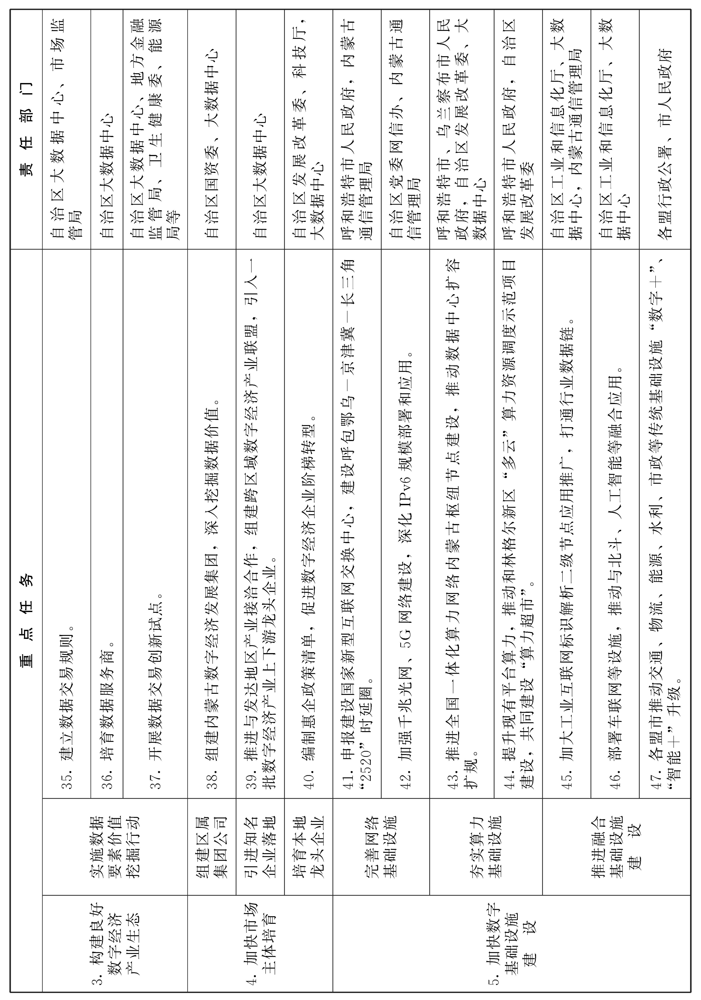 重 点 任 务
责 任 部 门
3. 构建良好
数字经济
产业生态
实施数据
要素价值
挖掘行动
35. 建立数据交易规则。
自治区大数据中心、市场监
管局
36. 培育数据服务商。
自治区大数据中心
37. 开展数据交易创新试点。
自治区大数据中心、地方金融
监管局、卫生健康委、能源
局等
4. 加快市场
主体培育
组建区属
集团公司
38. 组建内蒙古数字经济发展集团，深入挖掘数据价值。
自治区国资委、大数据中心
引进知名
企业落地
39. 推进与发达地区产业接洽合作，组建跨区域数字经济产业联盟，引入一
批数字经济产业上下游龙头企业。
自治区大数据中心
培育本地
龙头企业
40. 编制惠企政策清单，促进数字经济企业阶梯转型。
自治区发展改革委、科技厅，
大数据中心
5. 加快数字
基础设施
建 设
完善网络
基础设施
41. 申报建设国家新型互联网交换中心，建设呼包鄂乌—京津冀—长三角
“2520”时延圈。
呼和浩特市人民政府，内蒙古
通信管理局
42. 加强千兆光网、5G网络建设，深化IPv6规模部署和应用。
自治区党委网信办、内蒙古通
信管理局
夯实算力
基础设施
43. 推进全国一体化算力网络内蒙古枢纽节点建设，推动数据中心扩容
扩规。
呼和浩特市、乌兰察布市人民
政府，自治区发展改革委、大
数据中心
44. 提升现有平台算力，推动和林格尔新区“多云”算力资源调度示范项目
建设，共同建设“算力超市”。
呼和浩特市人民政府，自治区
发展改革委
推进融合
基础设施
建 设
45. 加大工业互联网标识解析二级节点应用推广，打通行业数据链。
自治区工业和信息化厅、大数
据中心，内蒙古通信管理局
46. 部署车联网等设施，推动与北斗、人工智能等融合应用。
自治区工业和信息化厅、大数
据中心
47. 各盟市推动交通、物流、能源、水利、市政等传统基础设施“数字＋”、
“智能＋”升级。
各盟行政公署、市人民政府